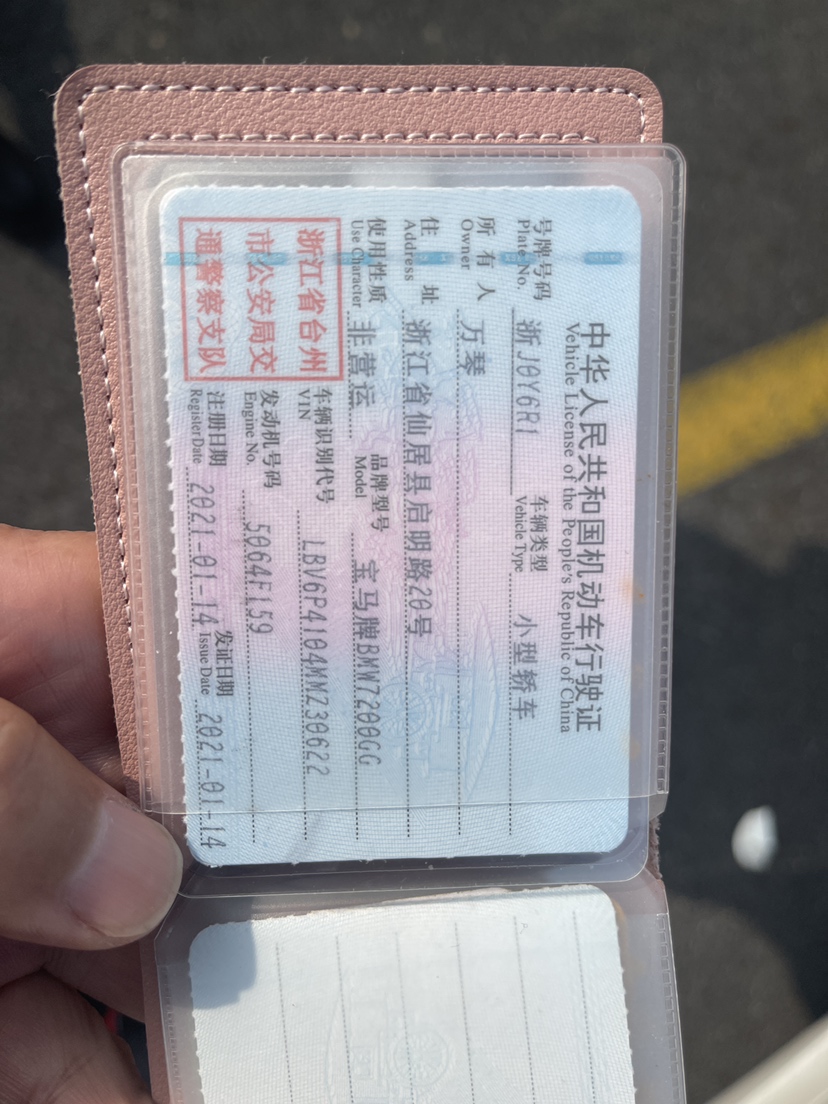 中华人民共和国机动车行驶证
Vehicle License of the People's Republic of China
号牌号码 浙J0Y6R1 车辆类型 小型轿车
Plate No. Vehicle Type
所有人 万琴
Owner
住址 浙江省仙居县启明路20号
Address
使用性质 非营运 品牌型号 宝马牌BMW7200GG
Use Character Model
浙江省台州
市公安局交
通警察支队
车辆识别代号 LBV6P4104MMZ30622
VIN
发动机号码 5064F159
Engine No.
注册日期 2021-01-14 发证日期 2021-01-14
Register Date Issue Date